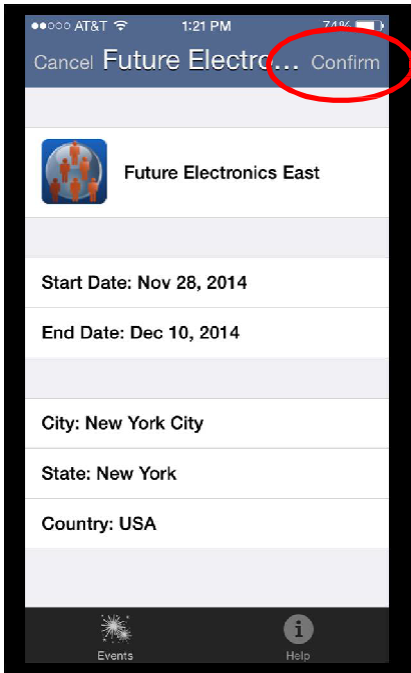 AT&T 1:21 PM 74%
Cancel Future Electro... Confirm
Future Electronics East
Start Date: Nov 28, 2014
End Date: Dec 10, 2014
City: New York City
State: New York
Country: USA
Events Help